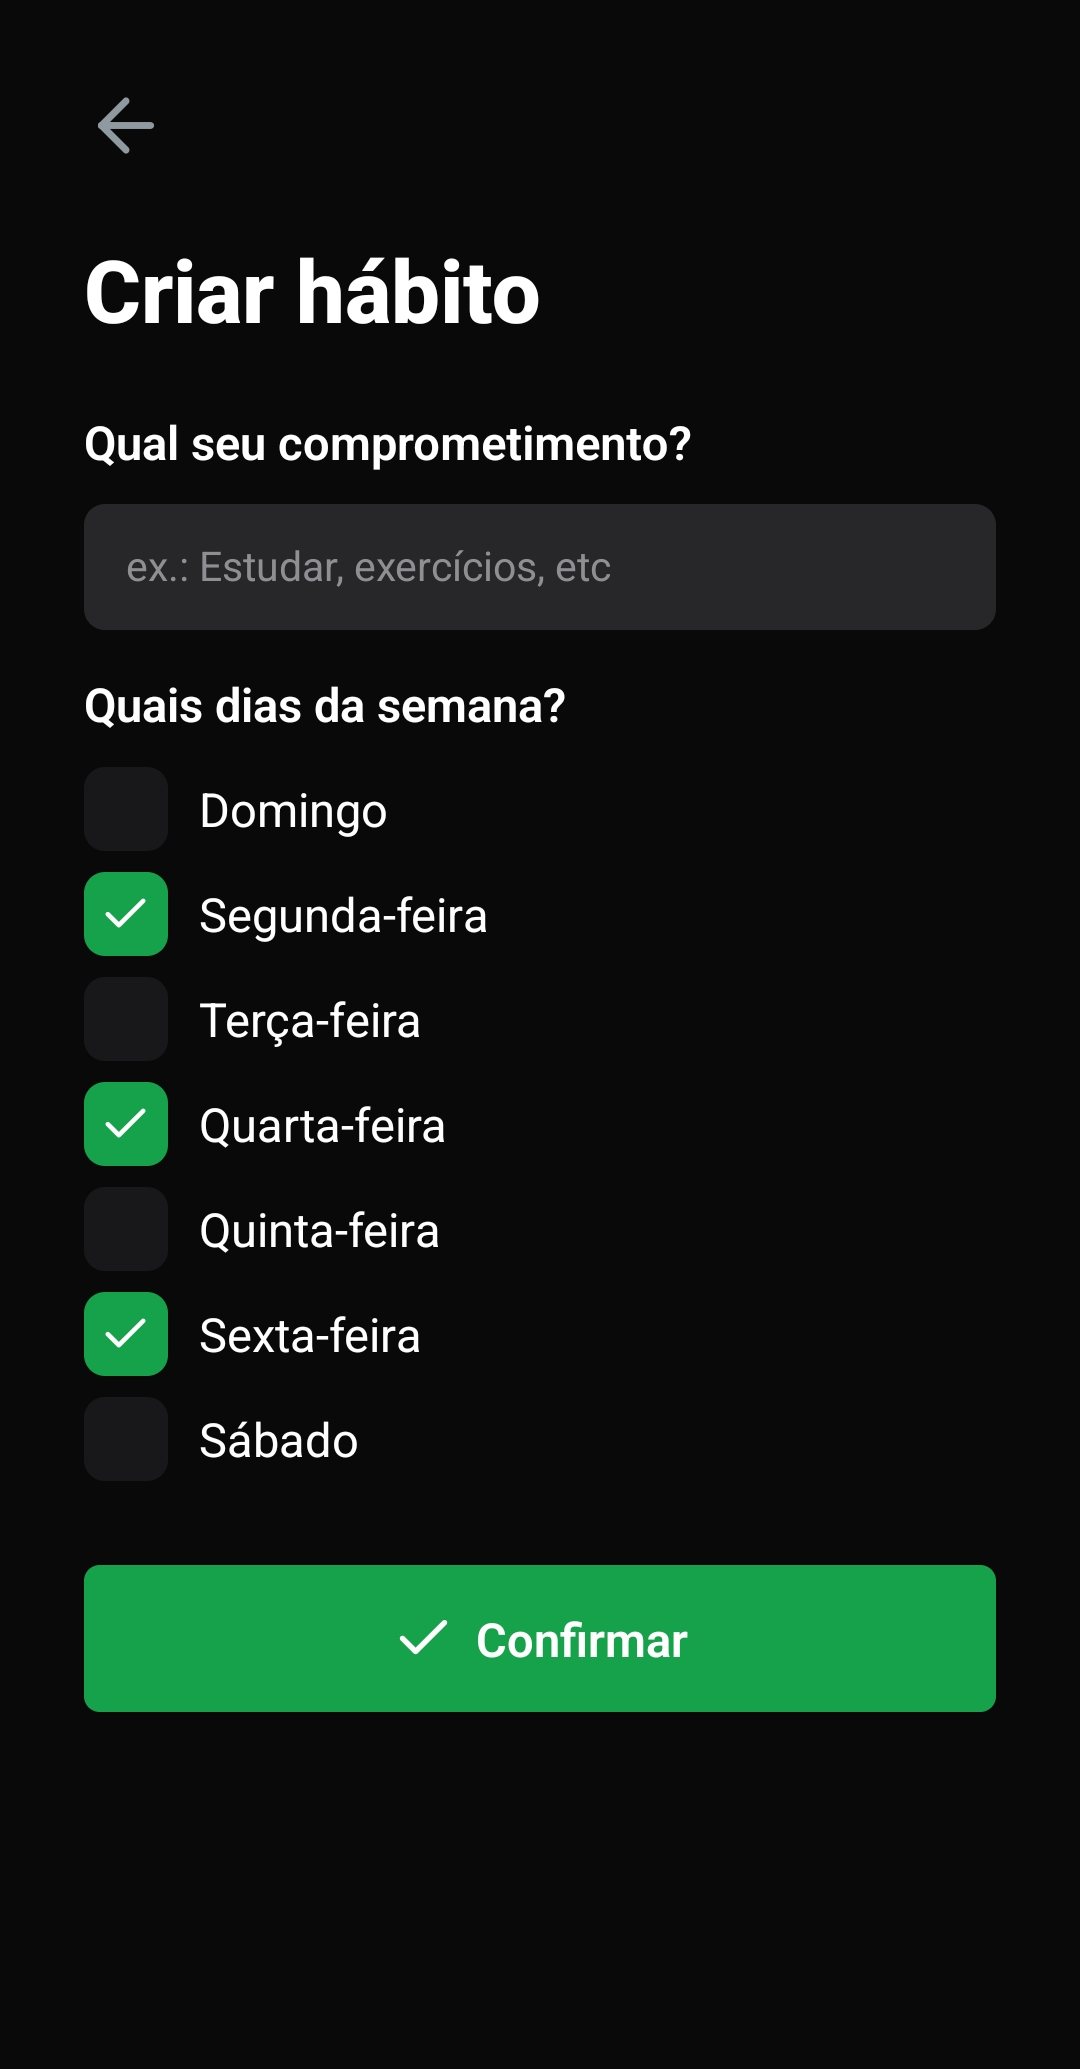 Criar hábito
Qual seu comprometimento?
ex.: Estudar, exercícios, etc
Quais dias da semana?
Domingo
Segunda-feira
Terça-feira
Quarta-feira
Quinta-feira
Sexta-feira
Sábado
Confirmar